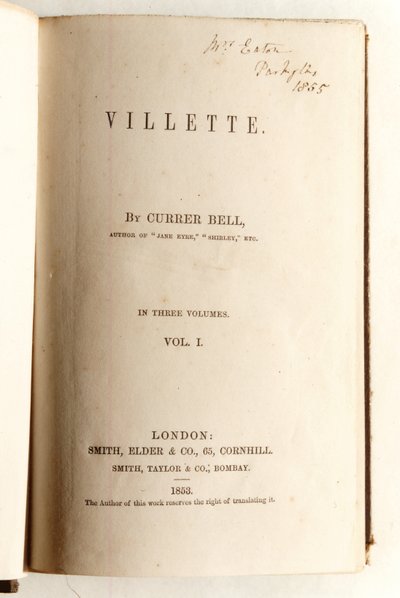 Mrs Eaton
1855
VILLETTE.
BY CURRER BELL,
AUTHOR OF "JANE EYRE," "SHIRLEY," ETC.
IN THREE VOLUMES.
VOL. I.
LONDON:
SMITH, ELDER & CO., 65, CORNHILL.
SMITH, TAYLOR & CO., BOMBAY.
1853.
The Author of this work reserves the right of translating it.